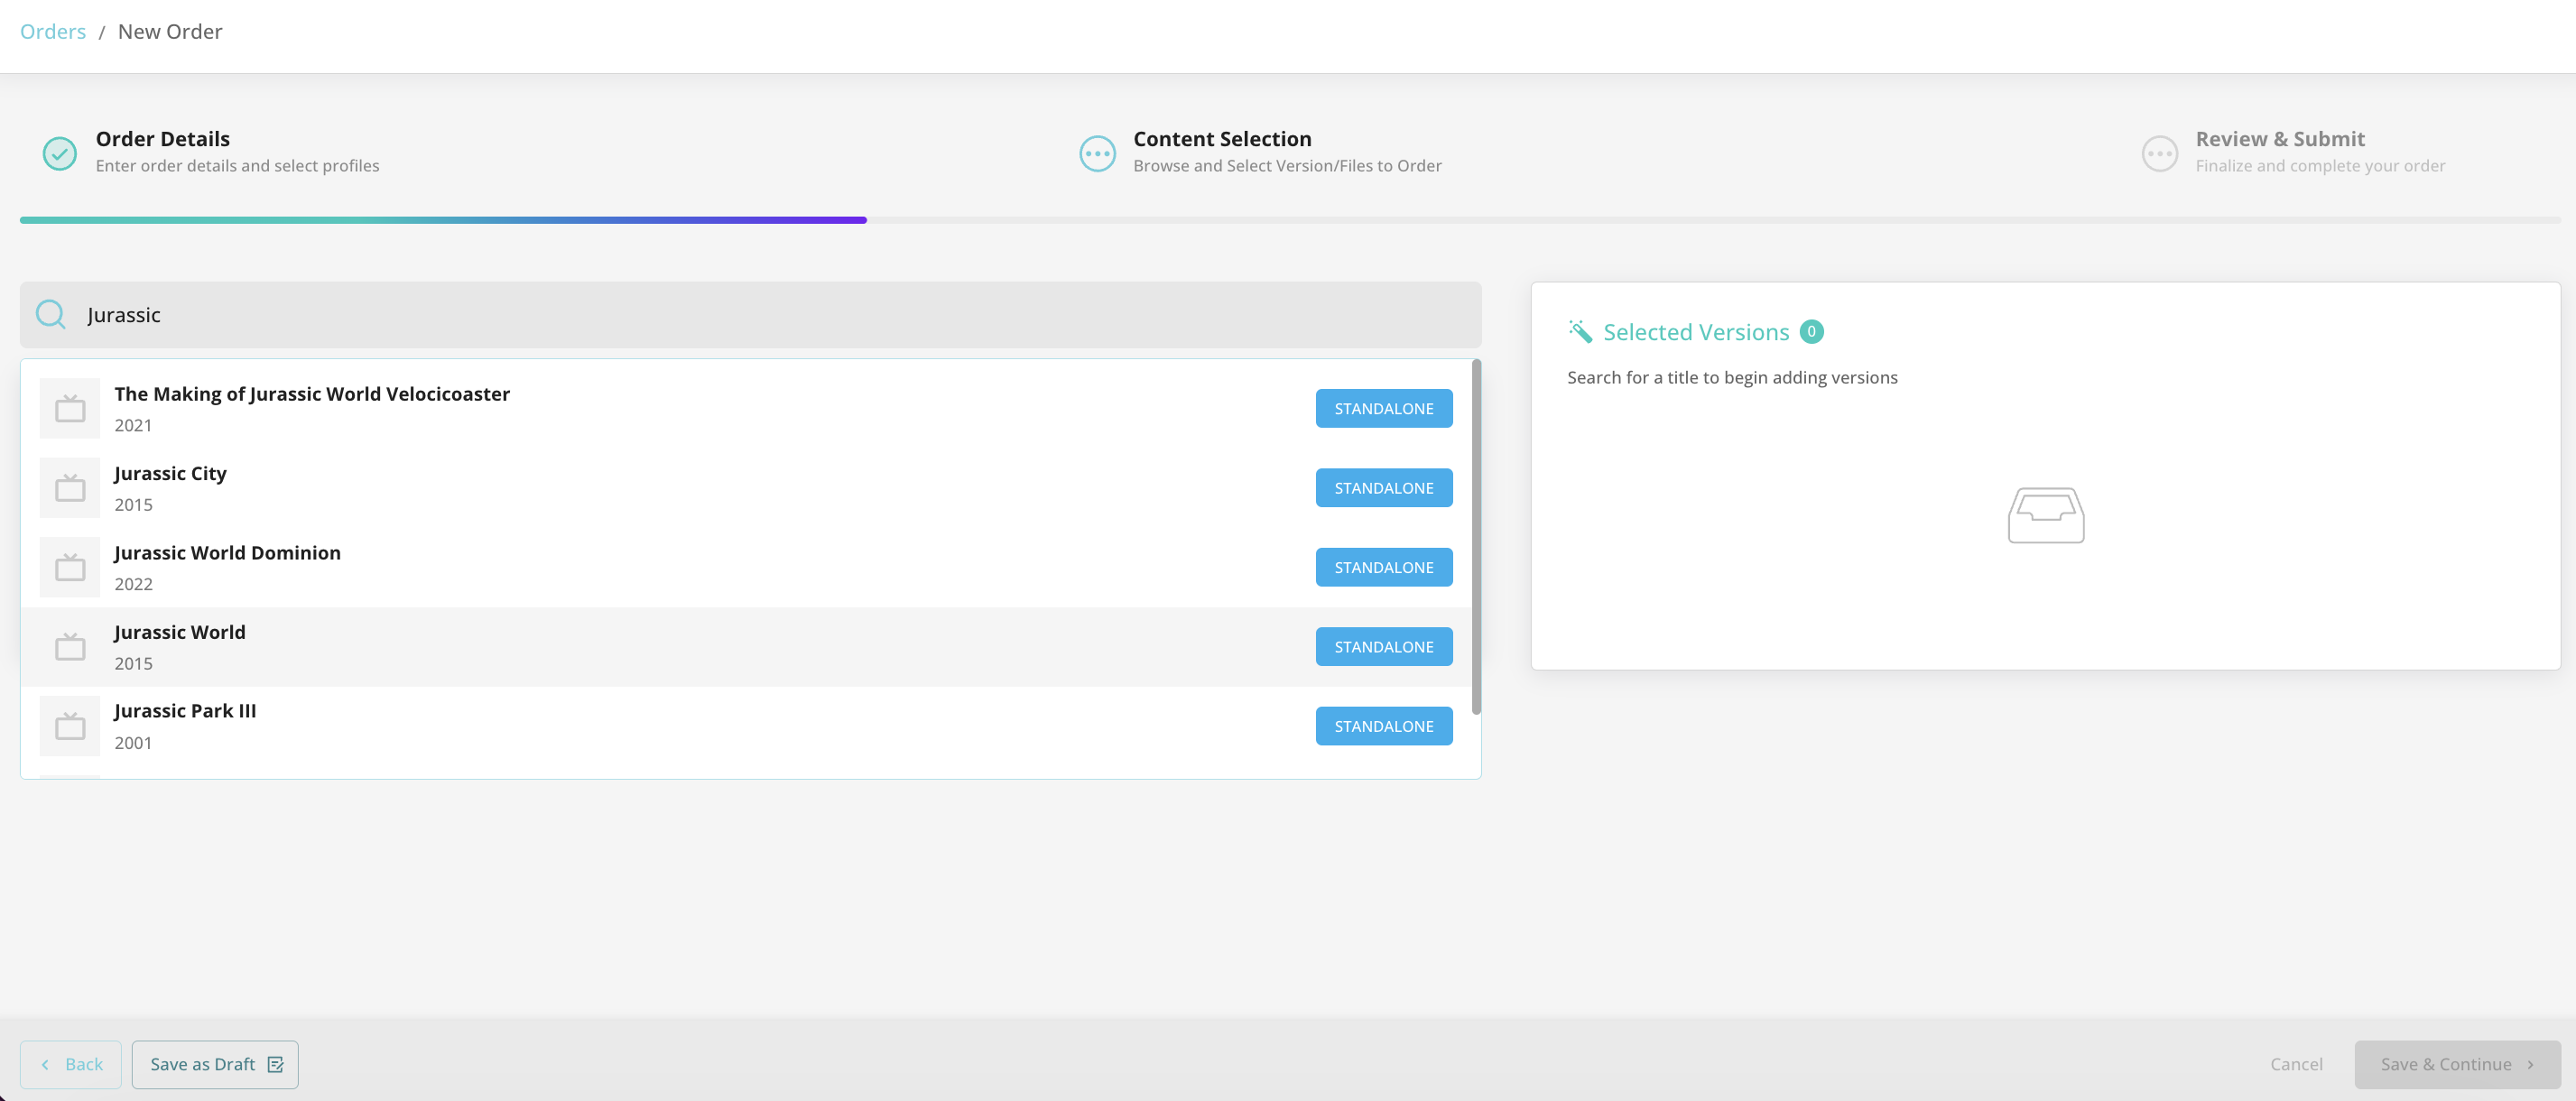 Orders / New Order
Order Details
Enter order details and select profiles
Content Selection
Browse and Select Version/Files to Order
Review & Submit
Finalize and complete your order
Jurassic
The Making of Jurassic World Velocicoaster
2021
STANDALONE
Jurassic City
2015
STANDALONE
Jurassic World Dominion
2022
STANDALONE
Jurassic World
2015
STANDALONE
Jurassic Park III
2001
STANDALONE
Selected Versions 0
Search for a title to begin adding versions
Back
Save as Draft
Cancel
Save & Continue